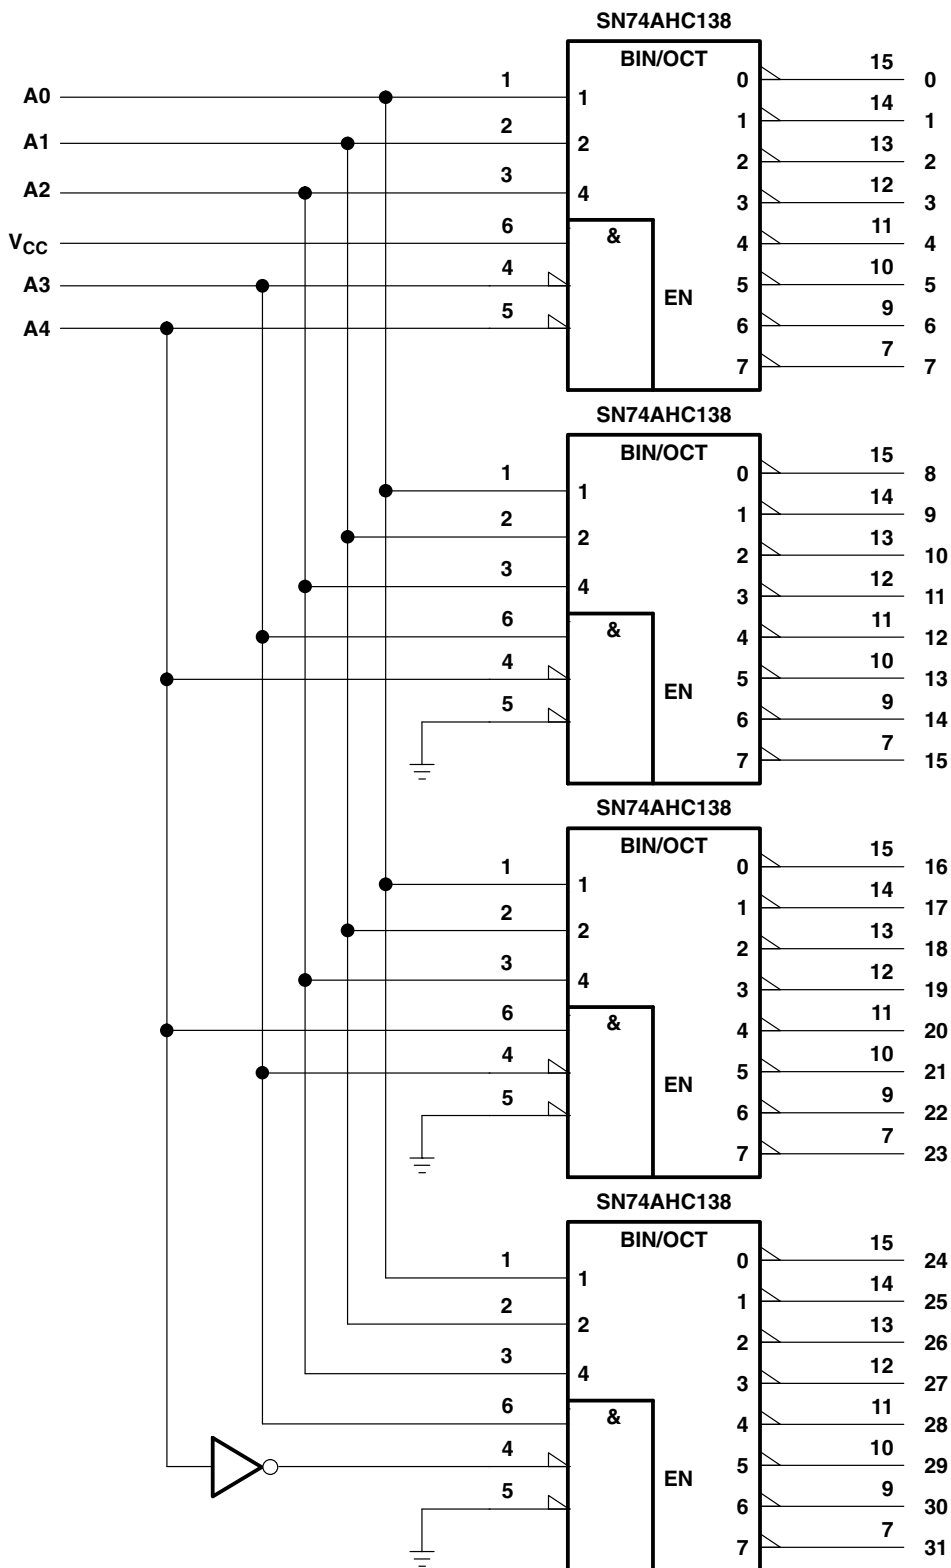 SN74AHC138
BIN/OCT
A0 1 1 0 15 0
A1 2 2 1 14 1
A2 3 4 2 13 2
VCC 6 & 3 12 3
A3 4 EN 4 11 4
A4 5 5 10 5
6 9 6
7 7 7
SN74AHC138
BIN/OCT
1 1 0 15 8
2 2 1 14 9
3 4 2 13 10
6 & 3 12 11
4 EN 4 11 12
5 5 10 13
6 9 14
7 7 15
SN74AHC138
BIN/OCT
1 1 0 15 16
2 2 1 14 17
3 4 2 13 18
6 & 3 12 19
4 EN 4 11 20
5 5 10 21
6 9 22
7 7 23
SN74AHC138
BIN/OCT
1 1 0 15 24
2 2 1 14 25
3 4 2 13 26
6 & 3 12 27
4 EN 4 11 28
5 5 10 29
6 9 30
7 7 31